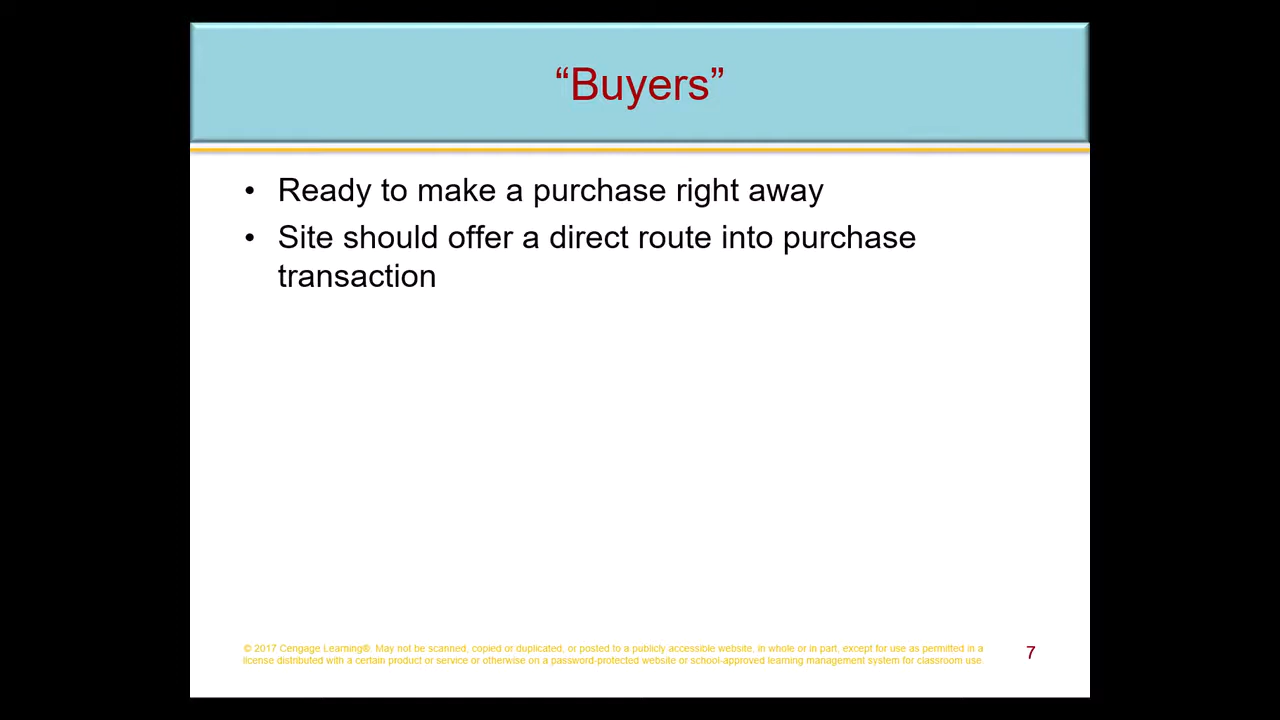 “Buyers”
• Ready to make a purchase right away
• Site should offer a direct route into purchase
transaction
© 2017 Cengage Learning®. May not be scanned, copied or duplicated, or posted to a publicly accessible website, in whole or in part, except for use as permitted in a
license distributed with a certain product or service or otherwise on a password-protected website or school-approved learning management system for classroom use.
7